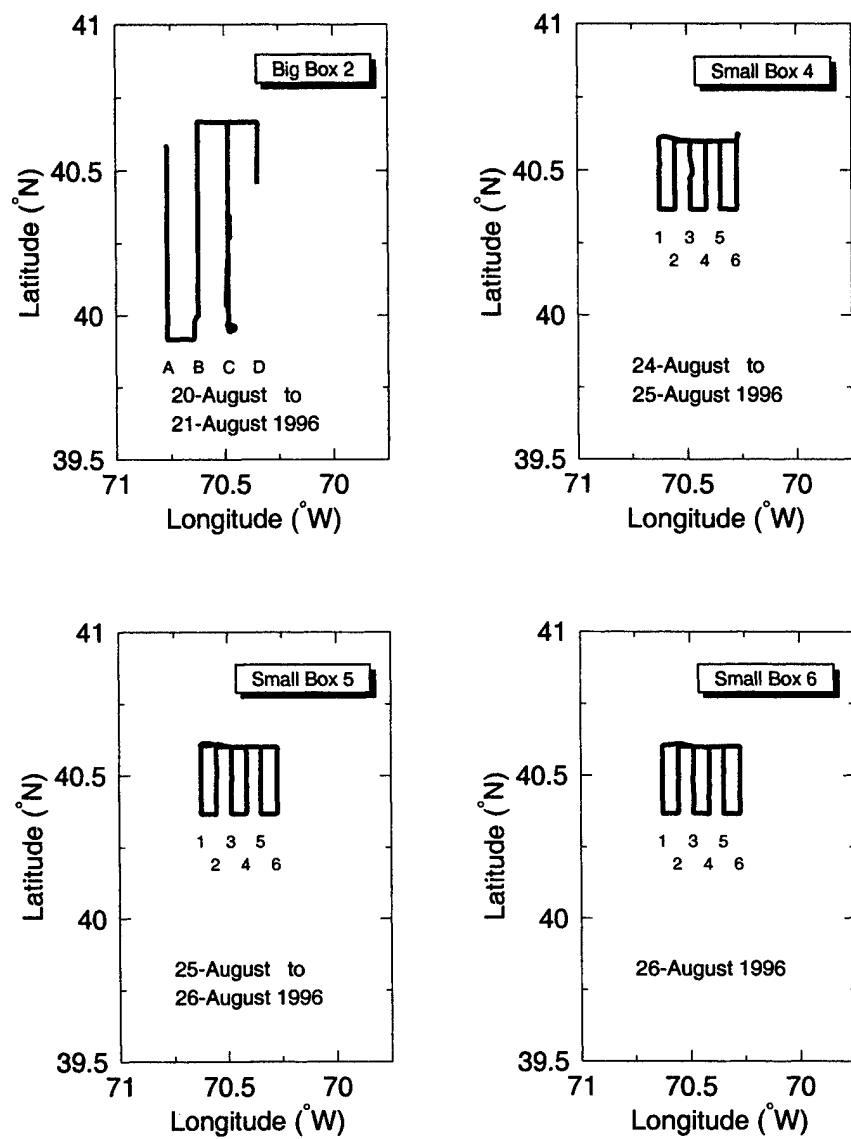 41
Big Box 2
40.5
Latitude (°N)
40
A B C D
20-August to
21-August 1996
39.5
71 70.5 70
Longitude (°W)
41
Small Box 4
40.5
Latitude (°N)
1 3 5
2 4 6
40
24-August to
25-August 1996
39.5
71 70.5 70
Longitude (°W)
41
Small Box 5
40.5
Latitude (°N)
1 3 5
2 4 6
40
25-August to
26-August 1996
39.5
71 70.5 70
Longitude (°W)
41
Small Box 6
40.5
Latitude (°N)
1 3 5
2 4 6
40
26-August 1996
39.5
71 70.5 70
Longitude (°W)